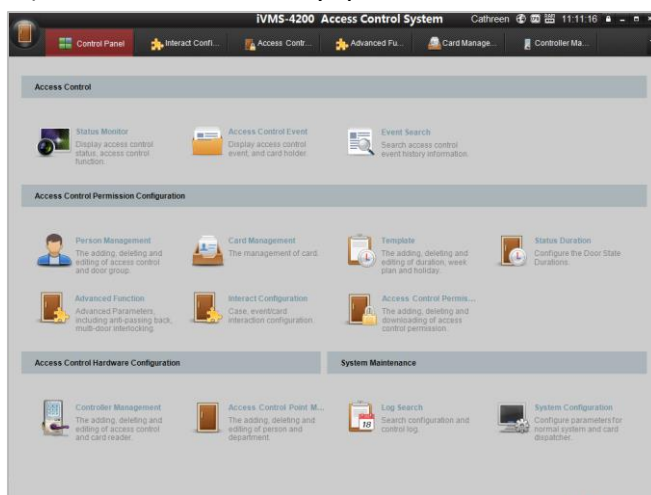 iVMS-4200 Access Control System Cathreen 11:11:16
Control Panel Interact Confi... Access Contr... Advanced Fu... Card Manage... Controller Ma...
Access Control
Status Monitor
Display access control
status, access control
function.
Access Control Event
Display access control
event, and card holder.
Event Search
Search access control
event history information.
Access Control Permission Configuration
Person Management
The adding, deleting and
editing of access control
and door group.
Card Management
The management of card.
Template
The adding, deleting and
editing of duration, week
plan and holiday.
Status Duration
Configure the Door State
Durations.
Advanced Function
Advanced Parameters,
including anti-passing back,
multi-door interlocking.
Interact Configuration
Case, event/card
interaction configuration.
Access Control Permis...
The adding, deleting and
downloading of access
control permission.
Access Control Hardware Configuration
System Maintenance
Controller Management
The adding, deleting and
editing of access control
and card reader.
Access Control Point M...
The adding, deleting and
editing of person and
department.
Log Search
Search configuration and
control log.
18
System Configuration
Configure parameters for
normal system and card
dispatcher.